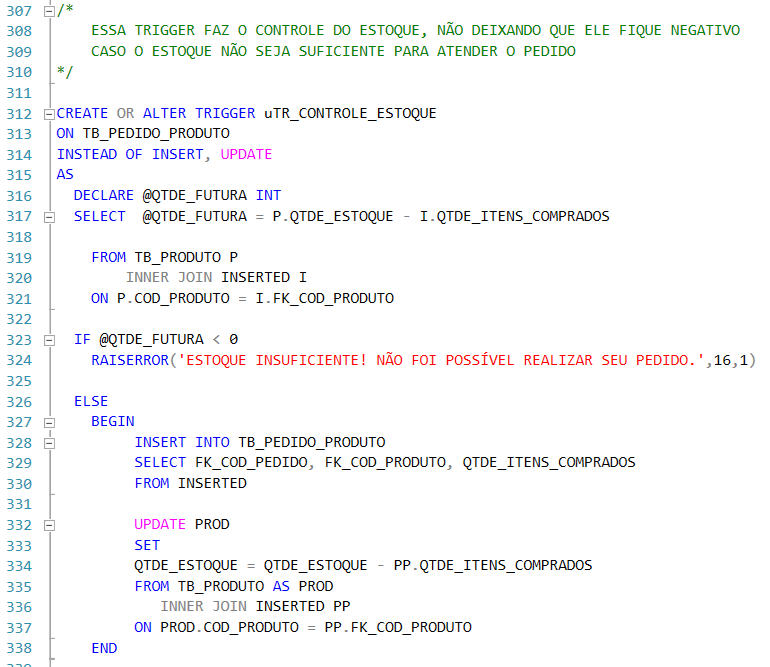 307 /*
308 ESSA TRIGGER FAZ O CONTROLE DO ESTOQUE, NÃO DEIXANDO QUE ELE FIQUE NEGATIVO
309 CASO O ESTOQUE NÃO SEJA SUFICIENTE PARA ATENDER O PEDIDO
310 */
311
312 CREATE OR ALTER TRIGGER uTR_CONTROLE_ESTOQUE
313 ON TB_PEDIDO_PRODUTO
314 INSTEAD OF INSERT, UPDATE
315 AS
316 DECLARE @QTDE_FUTURA INT
317 SELECT @QTDE_FUTURA = P.QTDE_ESTOQUE - I.QTDE_ITENS_COMPRADOS
318
319 FROM TB_PRODUTO P
320 INNER JOIN INSERTED I
321 ON P.COD_PRODUTO = I.FK_COD_PRODUTO
322
323 IF @QTDE_FUTURA < 0
324 RAISERROR('ESTOQUE INSUFICIENTE! NÃO FOI POSSÍVEL REALIZAR SEU PEDIDO.',16,1)
325
326 ELSE
327 BEGIN
328 INSERT INTO TB_PEDIDO_PRODUTO
329 SELECT FK_COD_PEDIDO, FK_COD_PRODUTO, QTDE_ITENS_COMPRADOS
330 FROM INSERTED
331
332 UPDATE PROD
333 SET
334 QTDE_ESTOQUE = QTDE_ESTOQUE - PP.QTDE_ITENS_COMPRADOS
335 FROM TB_PRODUTO AS PROD
336 INNER JOIN INSERTED PP
337 ON PROD.COD_PRODUTO = PP.FK_COD_PRODUTO
338 END